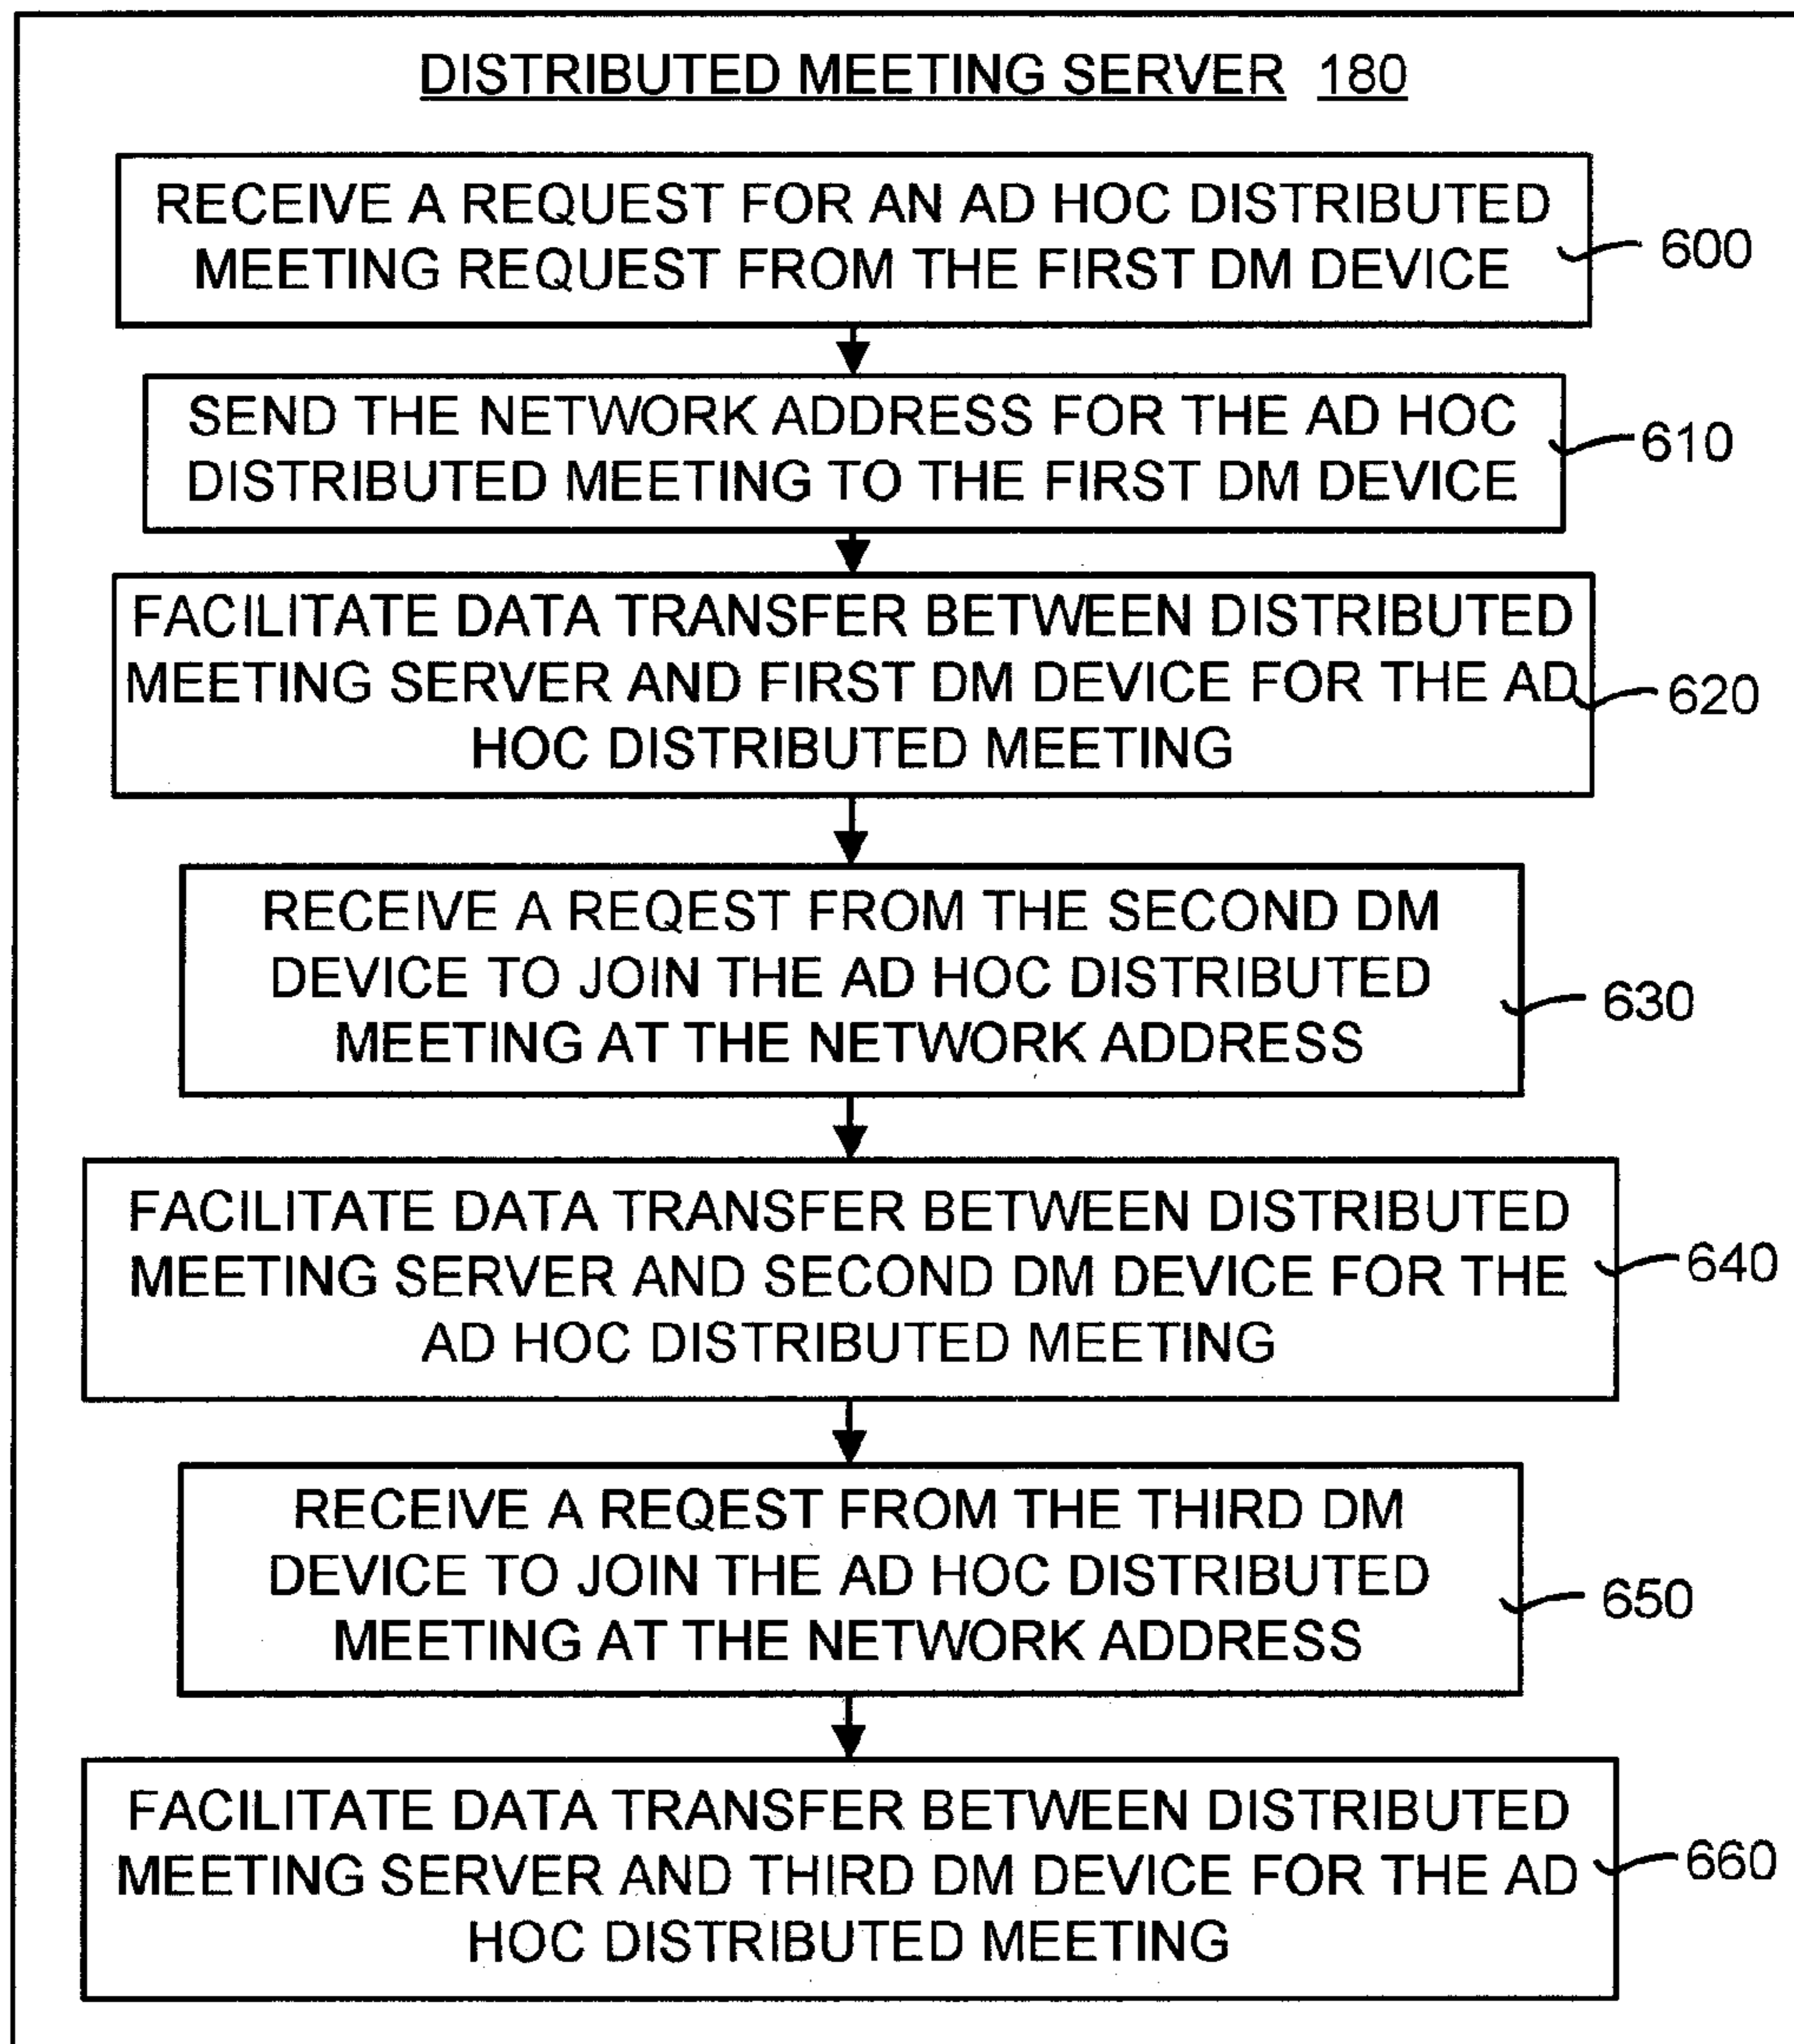 DISTRIBUTED MEETING SERVER 180
RECEIVE A REQUEST FOR AN AD HOC DISTRIBUTED
MEETING REQUEST FROM THE FIRST DM DEVICE
600
SEND THE NETWORK ADDRESS FOR THE AD HOC
DISTRIBUTED MEETING TO THE FIRST DM DEVICE
610
FACILITATE DATA TRANSFER BETWEEN DISTRIBUTED
MEETING SERVER AND FIRST DM DEVICE FOR THE AD
HOC DISTRIBUTED MEETING
620
RECEIVE A REQEST FROM THE SECOND DM
DEVICE TO JOIN THE AD HOC DISTRIBUTED
MEETING AT THE NETWORK ADDRESS
630
FACILITATE DATA TRANSFER BETWEEN DISTRIBUTED
MEETING SERVER AND SECOND DM DEVICE FOR THE
AD HOC DISTRIBUTED MEETING
640
RECEIVE A REQEST FROM THE THIRD DM
DEVICE TO JOIN THE AD HOC DISTRIBUTED
MEETING AT THE NETWORK ADDRESS
650
FACILITATE DATA TRANSFER BETWEEN DISTRIBUTED
MEETING SERVER AND THIRD DM DEVICE FOR THE AD
HOC DISTRIBUTED MEETING
660